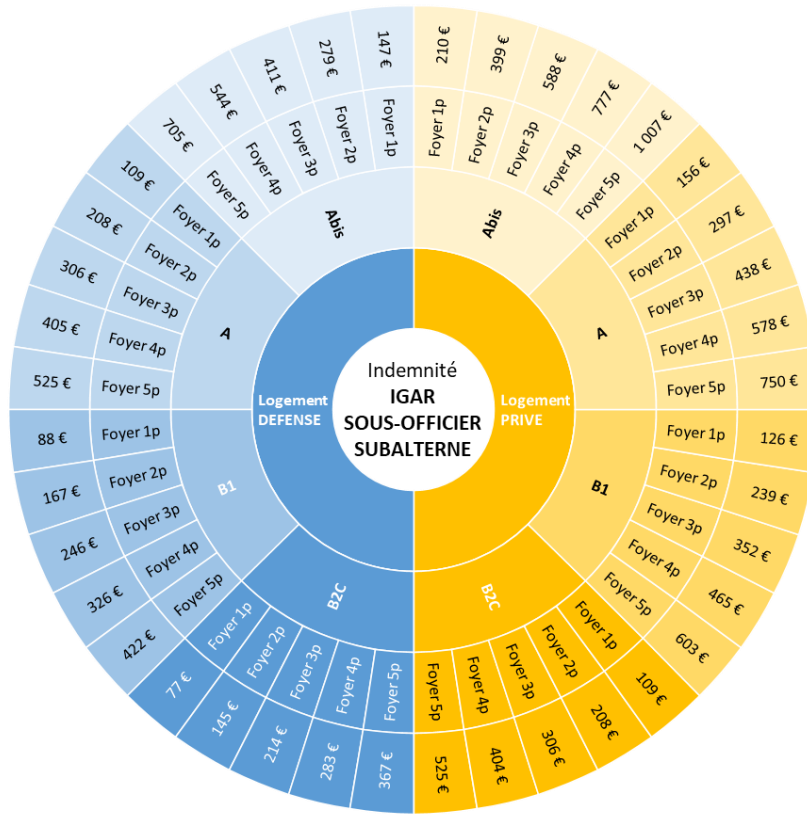 Indemnité
IGAR
SOUS-OFFICIER
SUBALTERNE
Logement
PRIVE
Abis
Foyer 1p
210 €
Foyer 2p
399 €
Foyer 3p
588 €
Foyer 4p
777 €
Foyer 5p
1 007 €
A
Foyer 1p
156 €
Foyer 2p
297 €
Foyer 3p
438 €
Foyer 4p
578 €
Foyer 5p
750 €
B1
Foyer 1p
126 €
Foyer 2p
239 €
Foyer 3p
352 €
Foyer 4p
465 €
Foyer 5p
603 €
B2C
Foyer 1p
109 €
Foyer 2p
208 €
Foyer 3p
306 €
Foyer 4p
404 €
Foyer 5p
525 €
Logement
DEFENSE
B2C
Foyer 5p
367 €
Foyer 4p
283 €
Foyer 3p
214 €
Foyer 2p
145 €
Foyer 1p
77 €
B1
Foyer 5p
422 €
Foyer 4p
326 €
Foyer 3p
246 €
Foyer 2p
167 €
Foyer 1p
88 €
A
Foyer 5p
525 €
Foyer 4p
405 €
Foyer 3p
306 €
Foyer 2p
208 €
Foyer 1p
109 €
Abis
Foyer 5p
705 €
Foyer 4p
544 €
Foyer 3p
411 €
Foyer 2p
279 €
Foyer 1p
147 €